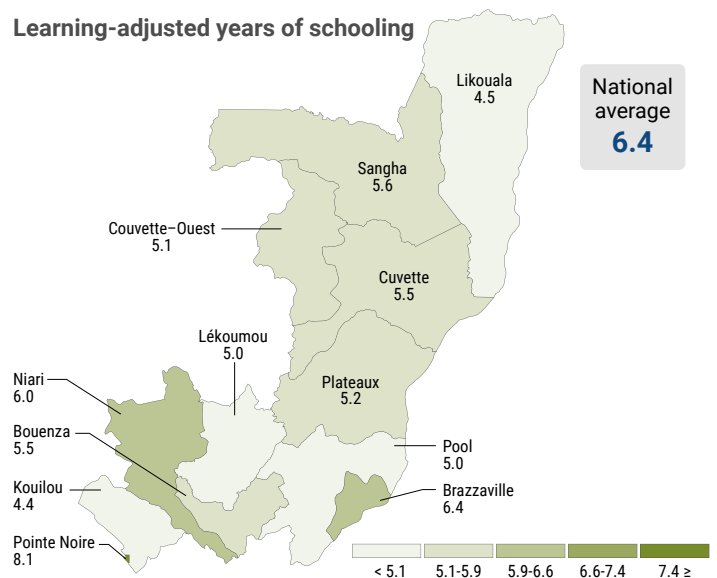 Learning-adjusted years of schooling
Likouala
4.5
National
average
6.4
Sangha
5.6
Couvette–Ouest
5.1
Cuvette
5.5
Lékoumou
5.0
Niari
6.0
Plateaux
5.2
Bouenza
5.5
Pool
5.0
Kouilou
4.4
Brazzaville
6.4
Pointe Noire
8.1
< 5.1
5.1-5.9
5.9-6.6
6.6-7.4
7.4 ≥